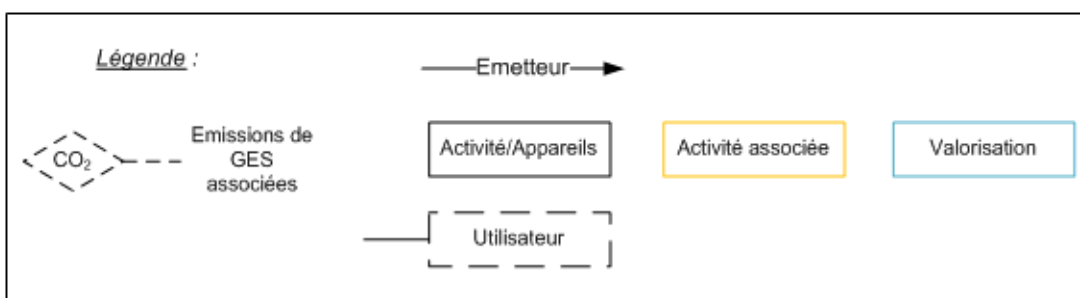 Légende :
Emetteur
CO₂
Emissions de
GES
associées
Activité/Appareils
Activité associée
Valorisation
Utilisateur